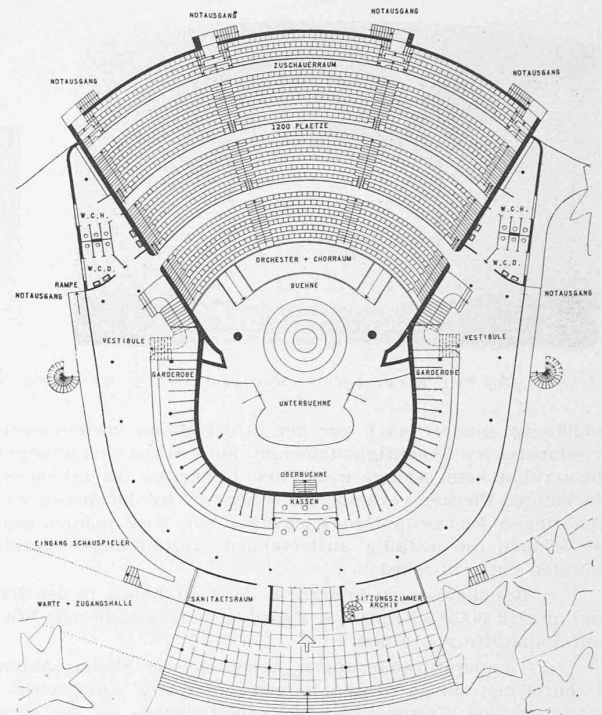 NOTAUSGANG
NOTAUSGANG
NOTAUSGANG
NOTAUSGANG
ZUSCHAUERRAUM
1200 PLAETZE
W.C.H.
W.C.H.
ORCHESTER + CHORRAUM
W.C.D.
W.C.D.
RAMPE
BUEHNE
NOTAUSGANG
NOTAUSGANG
VESTIBULE
VESTIBULE
GARDEROBE
GARDEROBE
UNTERBUEHNE
OBERBUEHNE
KASSEN
EINGANG SCHAUSPIELER
WARTE + ZUGANGSHALLE
SANITAETSRAUM
SITZUNGSZIMMER
ARCHIV